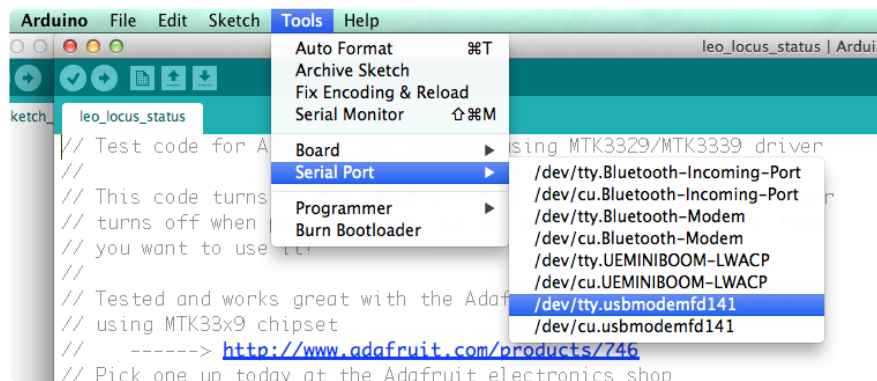 Arduino File Edit Sketch Tools Help
leo_locus_status | Ardui
ketch_ leo_locus_status
Auto Format ⌘T
Archive Sketch
Fix Encoding & Reload
Serial Monitor ⇧⌘M
Board ▶
Serial Port ▶
Programmer ▶
Burn Bootloader
/dev/tty.Bluetooth-Incoming-Port
/dev/cu.Bluetooth-Incoming-Port
/dev/tty.Bluetooth-Modem
/dev/cu.Bluetooth-Modem
/dev/tty.UEMINIBOOM-LWACP
/dev/cu.UEMINIBOOM-LWACP
/dev/tty.usbmodemfd141
/dev/cu.usbmodemfd141
// Test code for A using MTK3329/MTK3339 driver
//
// This code turns r
// turns off when
// you want to use it!
//
// Tested and works great with the Adaf
// using MTK33x9 chipset
// ------> http://www.adafruit.com/products/746
// Pick one up today at the Adafruit electronics shop